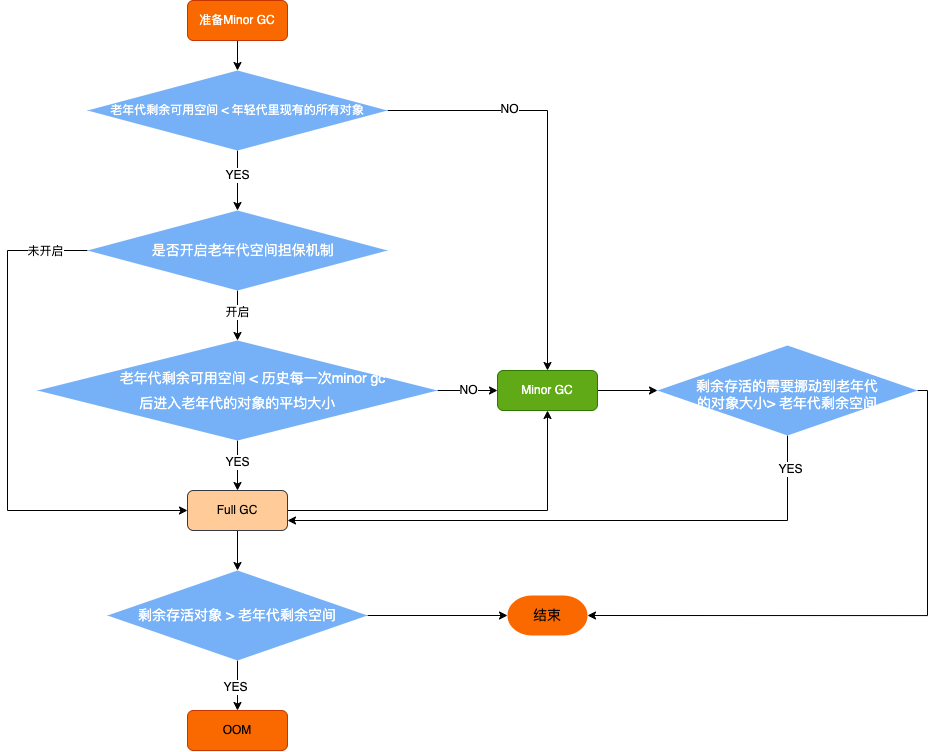 准备Minor GC
老年代剩余可用空间 < 年轻代里现有的所有对象
NO
YES
是否开启老年代空间担保机制
未开启
开启
老年代剩余可用空间 < 历史每一次minor gc
后进入老年代的对象的平均大小
NO
Minor GC
剩余存活的需要挪动到老年代
的对象大小> 老年代剩余空间
YES
YES
Full GC
剩余存活对象 > 老年代剩余空间
结束
YES
OOM